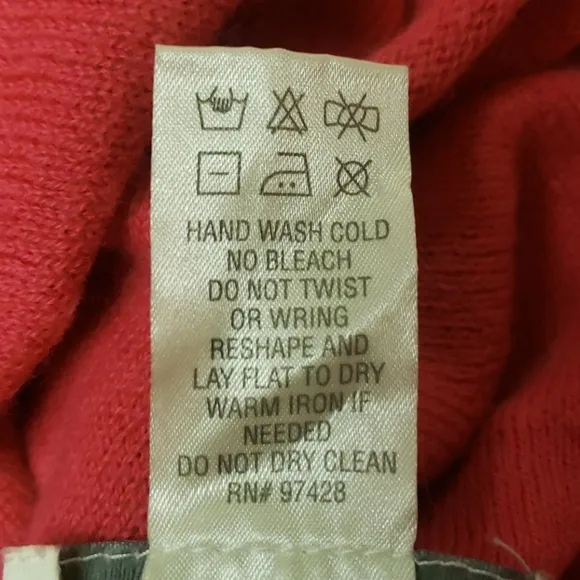 HAND WASH COLD
NO BLEACH
DO NOT TWIST
OR WRING
RESHAPE AND
LAY FLAT TO DRY
WARM IRON IF
NEEDED
DO NOT DRY CLEAN
RN# 97428